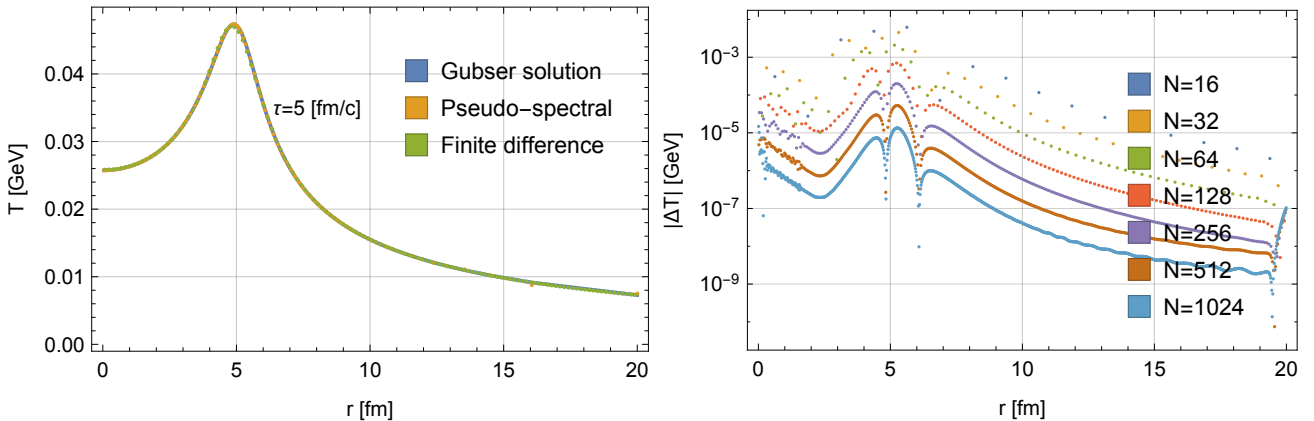 T [GeV]
0.04
0.03
0.02
0.01
0.00
τ=5 [fm/c]
Gubser solution
Pseudo-spectral
Finite difference
0
5
10
15
20
r [fm]
|ΔT| [GeV]
10⁻³
10⁻⁵
10⁻⁷
10⁻⁹
N=16
N=32
N=64
N=128
N=256
N=512
N=1024
0
5
10
15
20
r [fm]